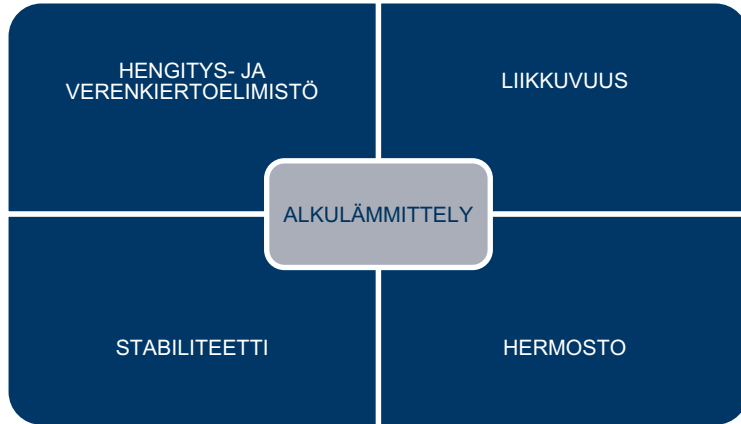 HENGITYS- JA
VERENKIERTOELIMISTÖ
LIIKKUVUUS
ALKULÄMMITTELY
STABILITEETTI
HERMOSTO